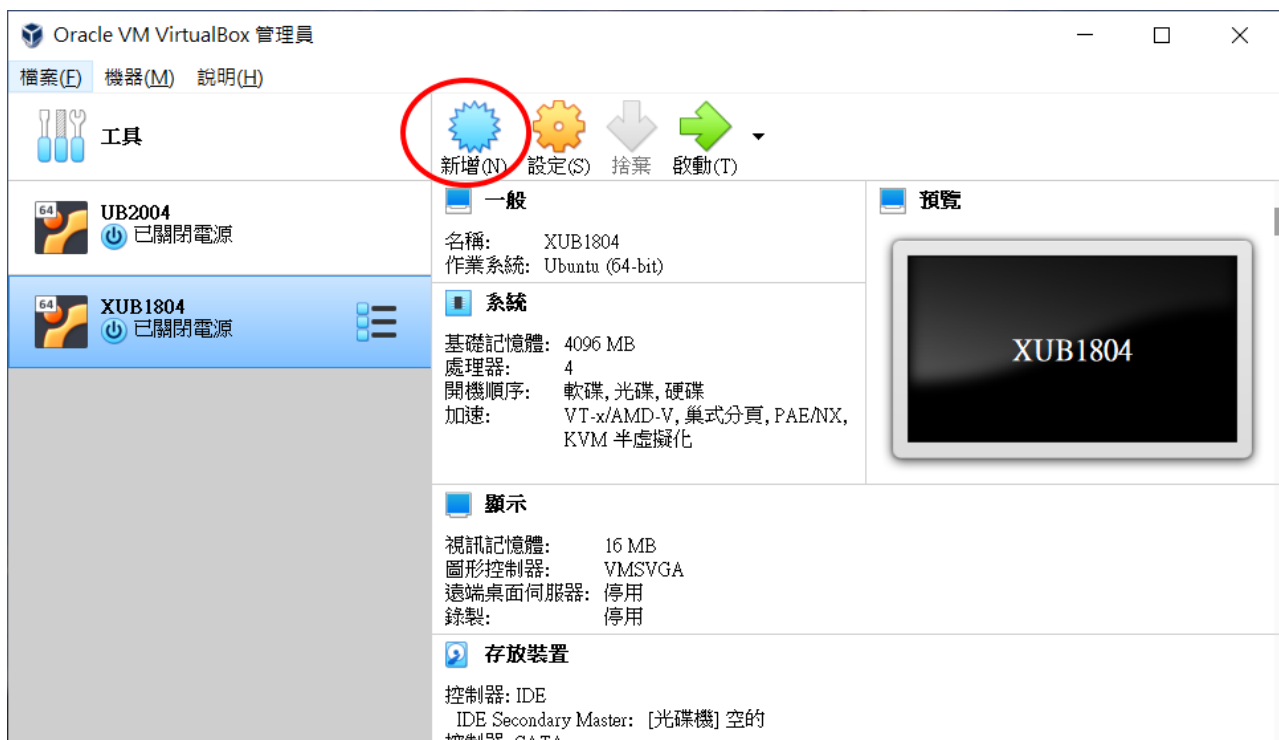 Oracle VM VirtualBox 管理員
檔案(F) 機器(M) 說明(H)
工具
新增(N) 設定(S) 捨棄 啟動(T)
64
UB2004
已關閉電源
64
XUB1804
已關閉電源
一般
名稱: XUB1804
作業系統: Ubuntu (64-bit)
預覽
XUB1804
系統
基礎記憶體: 4096 MB
處理器: 4
開機順序: 軟碟, 光碟, 硬碟
加速: VT-x/AMD-V, 巢式分頁, PAE/NX,
KVM 半虛擬化
顯示
視訊記憶體: 16 MB
圖形控制器: VMSVGA
遠端桌面伺服器: 停用
錄製: 停用
存放裝置
控制器: IDE
IDE Secondary Master: [光碟機] 空的
控制器: SATA